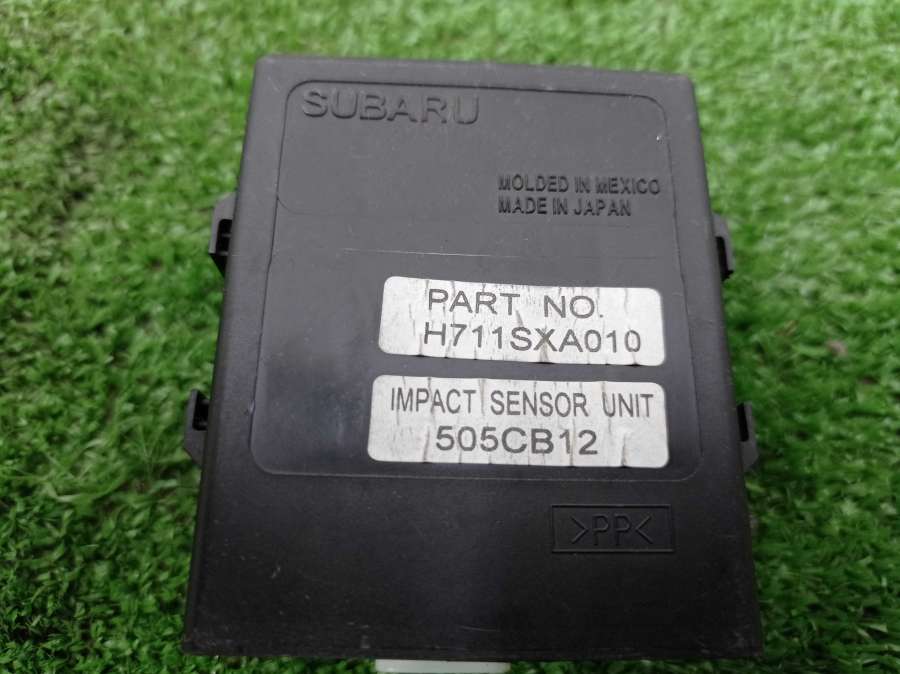 SUBARU
MOLDED IN MEXICO
MADE IN JAPAN
PART NO.
H711SXA010
IMPACT SENSOR UNIT
505CB12
>PP<